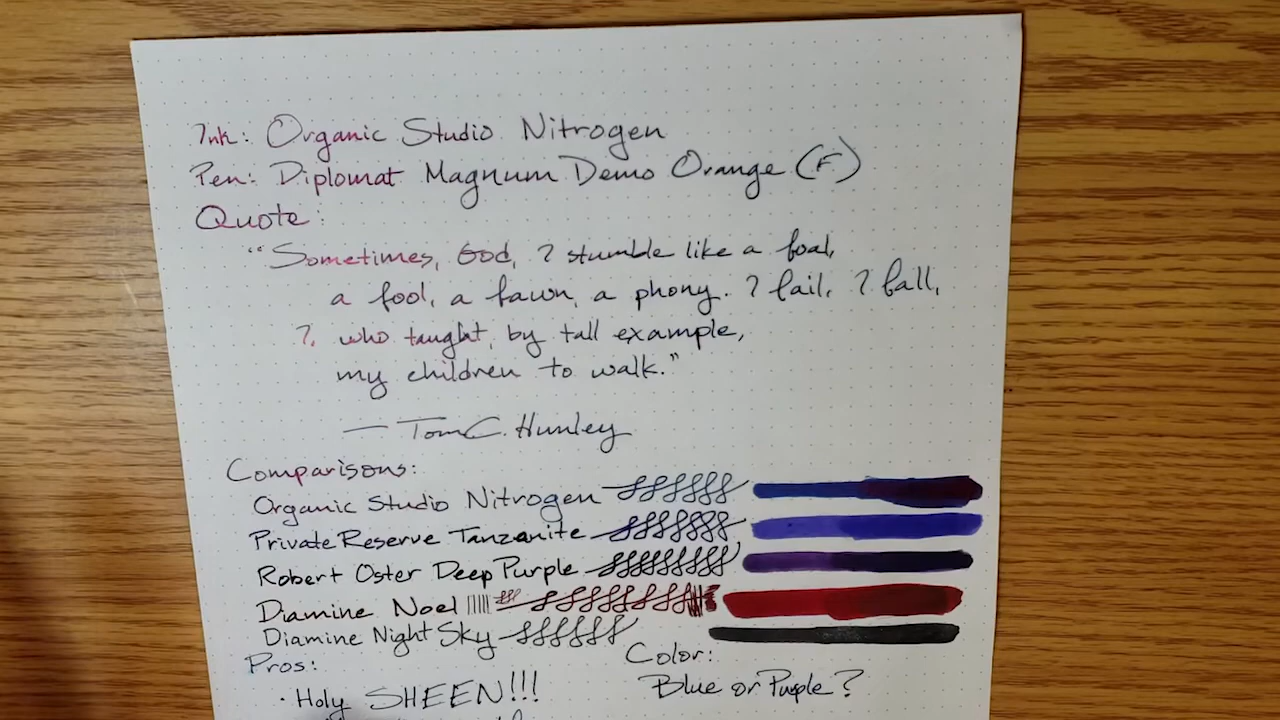 Ink: Organic Studio Nitrogen
Pen: Diplomat Magnum Demo Orange (F)
Quote:
"Sometimes, God, I stumble like a foal,
a fool, a fawn, a phony. I fail. I fall,
I, who taught, by tall example,
my children to walk."
— Tom C. Hunley
Comparisons:
Organic Studio Nitrogen
Private Reserve Tanzanite
Robert Oster Deep Purple
Diamine Noel
Diamine Night Sky
Pros:
· Holy SHEEN!!!
Color:
Blue or Purple?